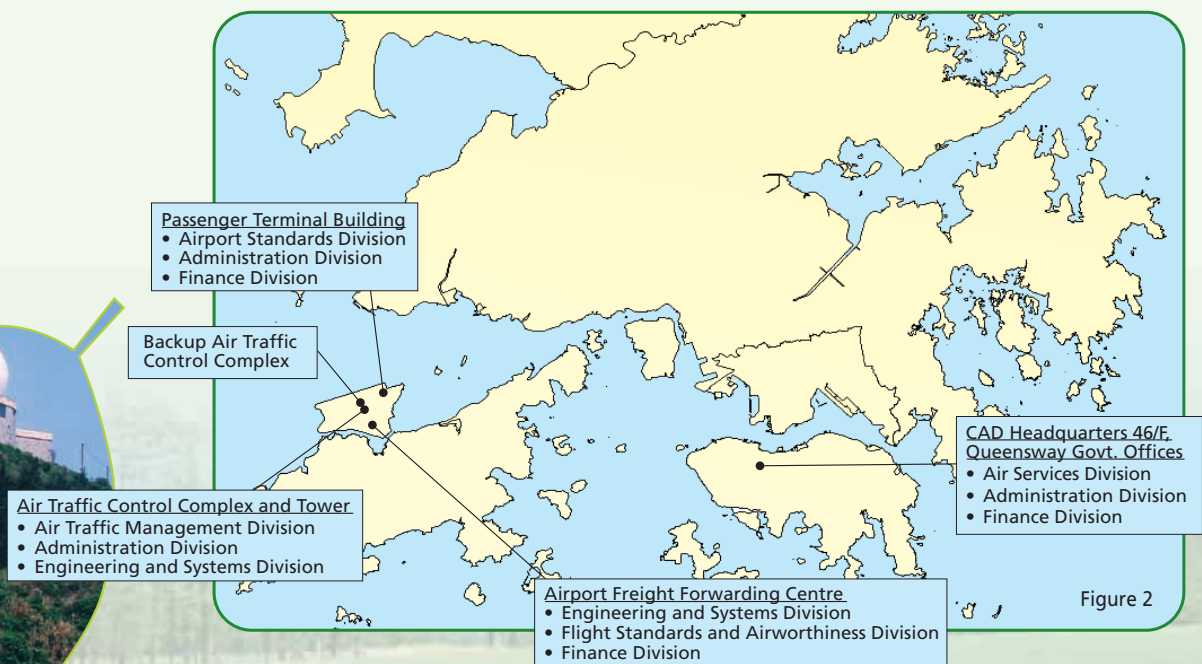 Passenger Terminal Building
• Airport Standards Division
• Administration Division
• Finance Division
Backup Air Traffic
Control Complex
Air Traffic Control Complex and Tower
• Air Traffic Management Division
• Administration Division
• Engineering and Systems Division
Airport Freight Forwarding Centre
• Engineering and Systems Division
• Flight Standards and Airworthiness Division
• Finance Division
CAD Headquarters 46/F,
Queensway Govt. Offices
• Air Services Division
• Administration Division
• Finance Division
Figure 2